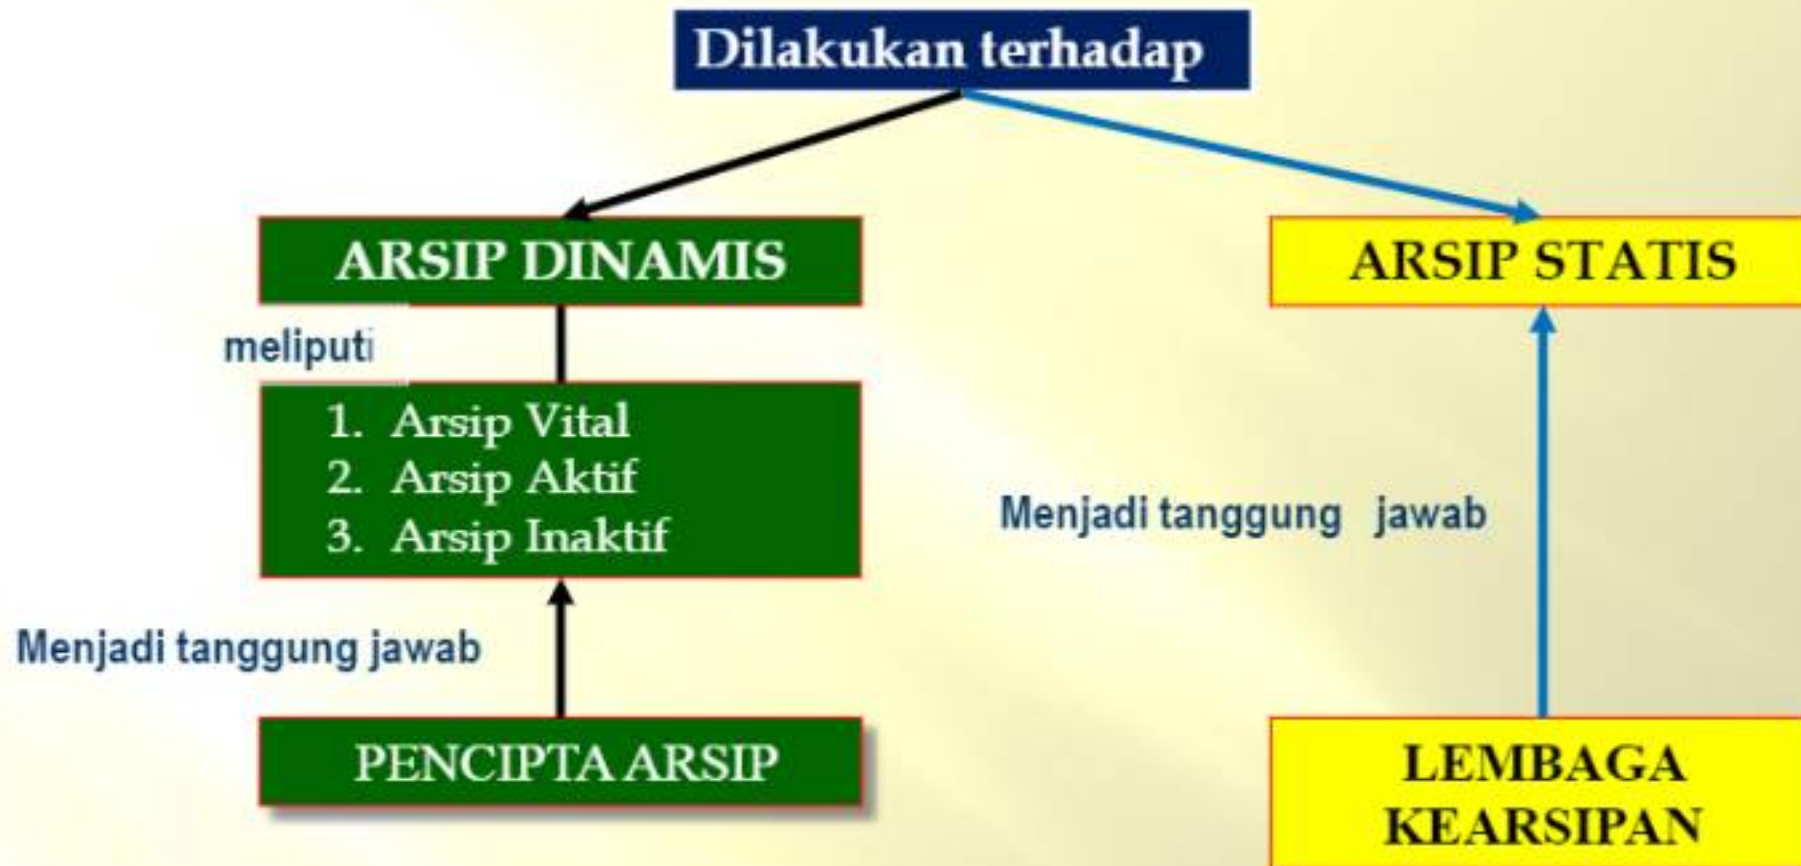 Dilakukan terhadap
ARSIP DINAMIS
ARSIP STATIS
meliputi
1. Arsip Vital
2. Arsip Aktif
3. Arsip Inaktif
Menjadi tanggung jawab
Menjadi tanggung jawab
PENCIPTA ARSIP
LEMBAGA
KEARSIPAN